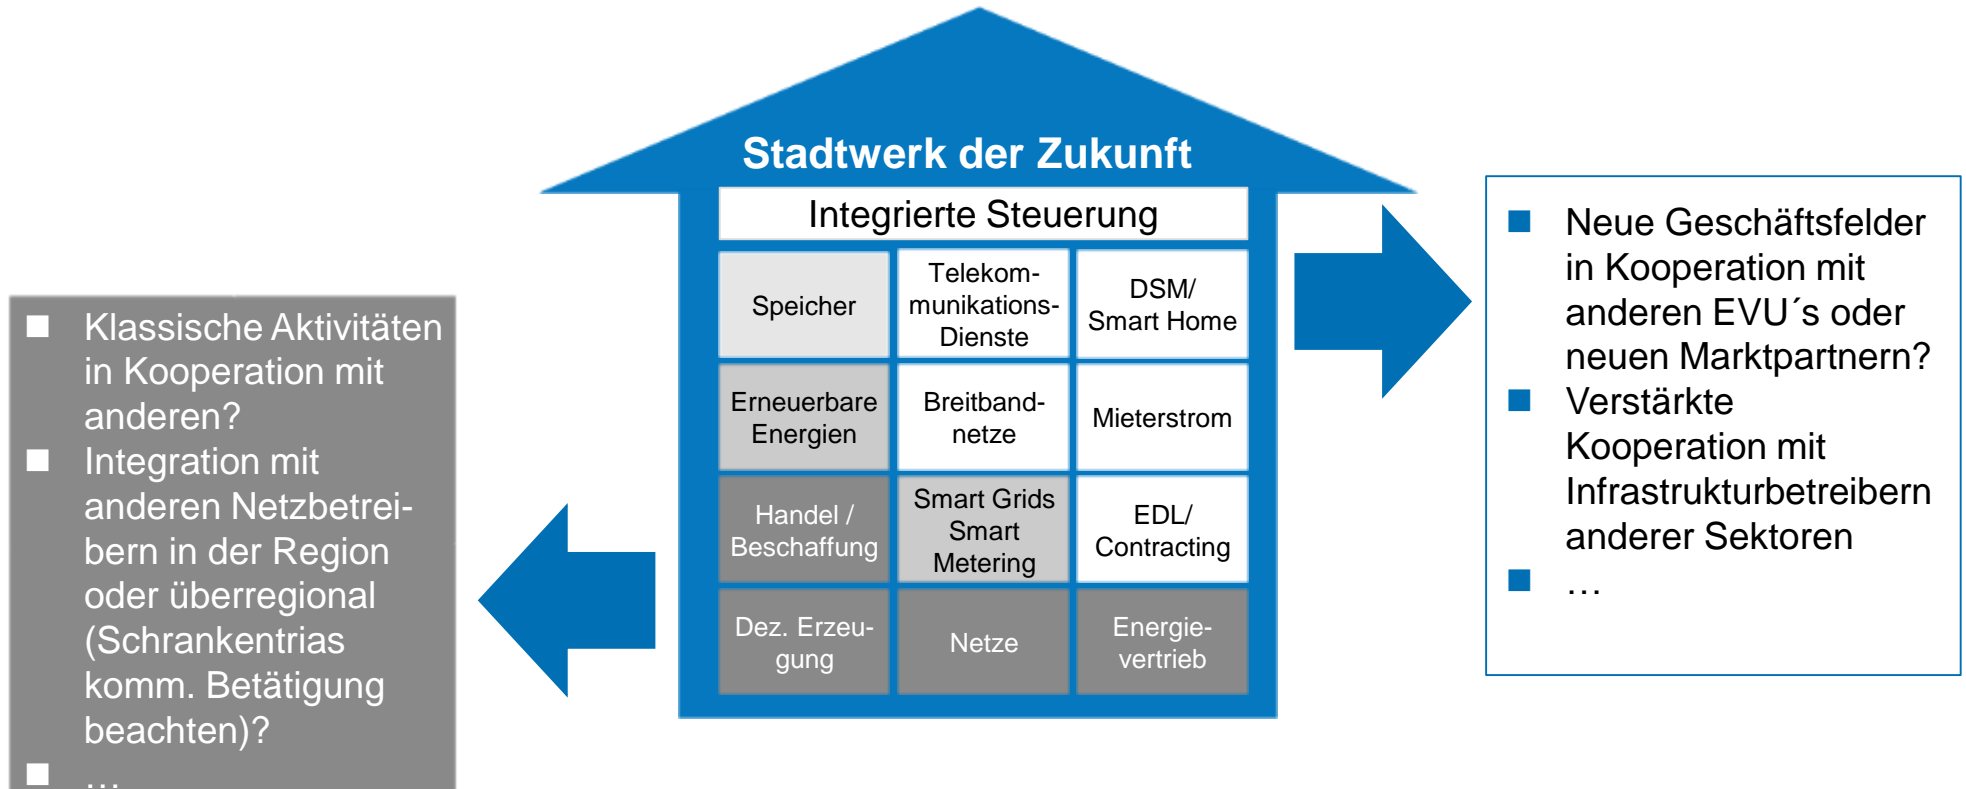 Stadtwerk der Zukunft
Integrierte Steuerung
Speicher
Telekom-
munikations-
Dienste
DSM/
Smart Home
Erneuerbare
Energien
Breitband-
netze
Mieterstrom
Handel /
Beschaffung
Smart Grids
Smart
Metering
EDL/
Contracting
Dez. Erzeu-
gung
Netze
Energie-
vertrieb
Klassische Aktivitäten
in Kooperation mit
anderen?
Integration mit
anderen Netzbetrei-
bern in der Region
oder überregional
(Schrankentrias
komm. Betätigung
beachten)?
…
Neue Geschäftsfelder
in Kooperation mit
anderen EVU´s oder
neuen Marktpartnern?
Verstärkte
Kooperation mit
Infrastrukturbetreibern
anderer Sektoren
…